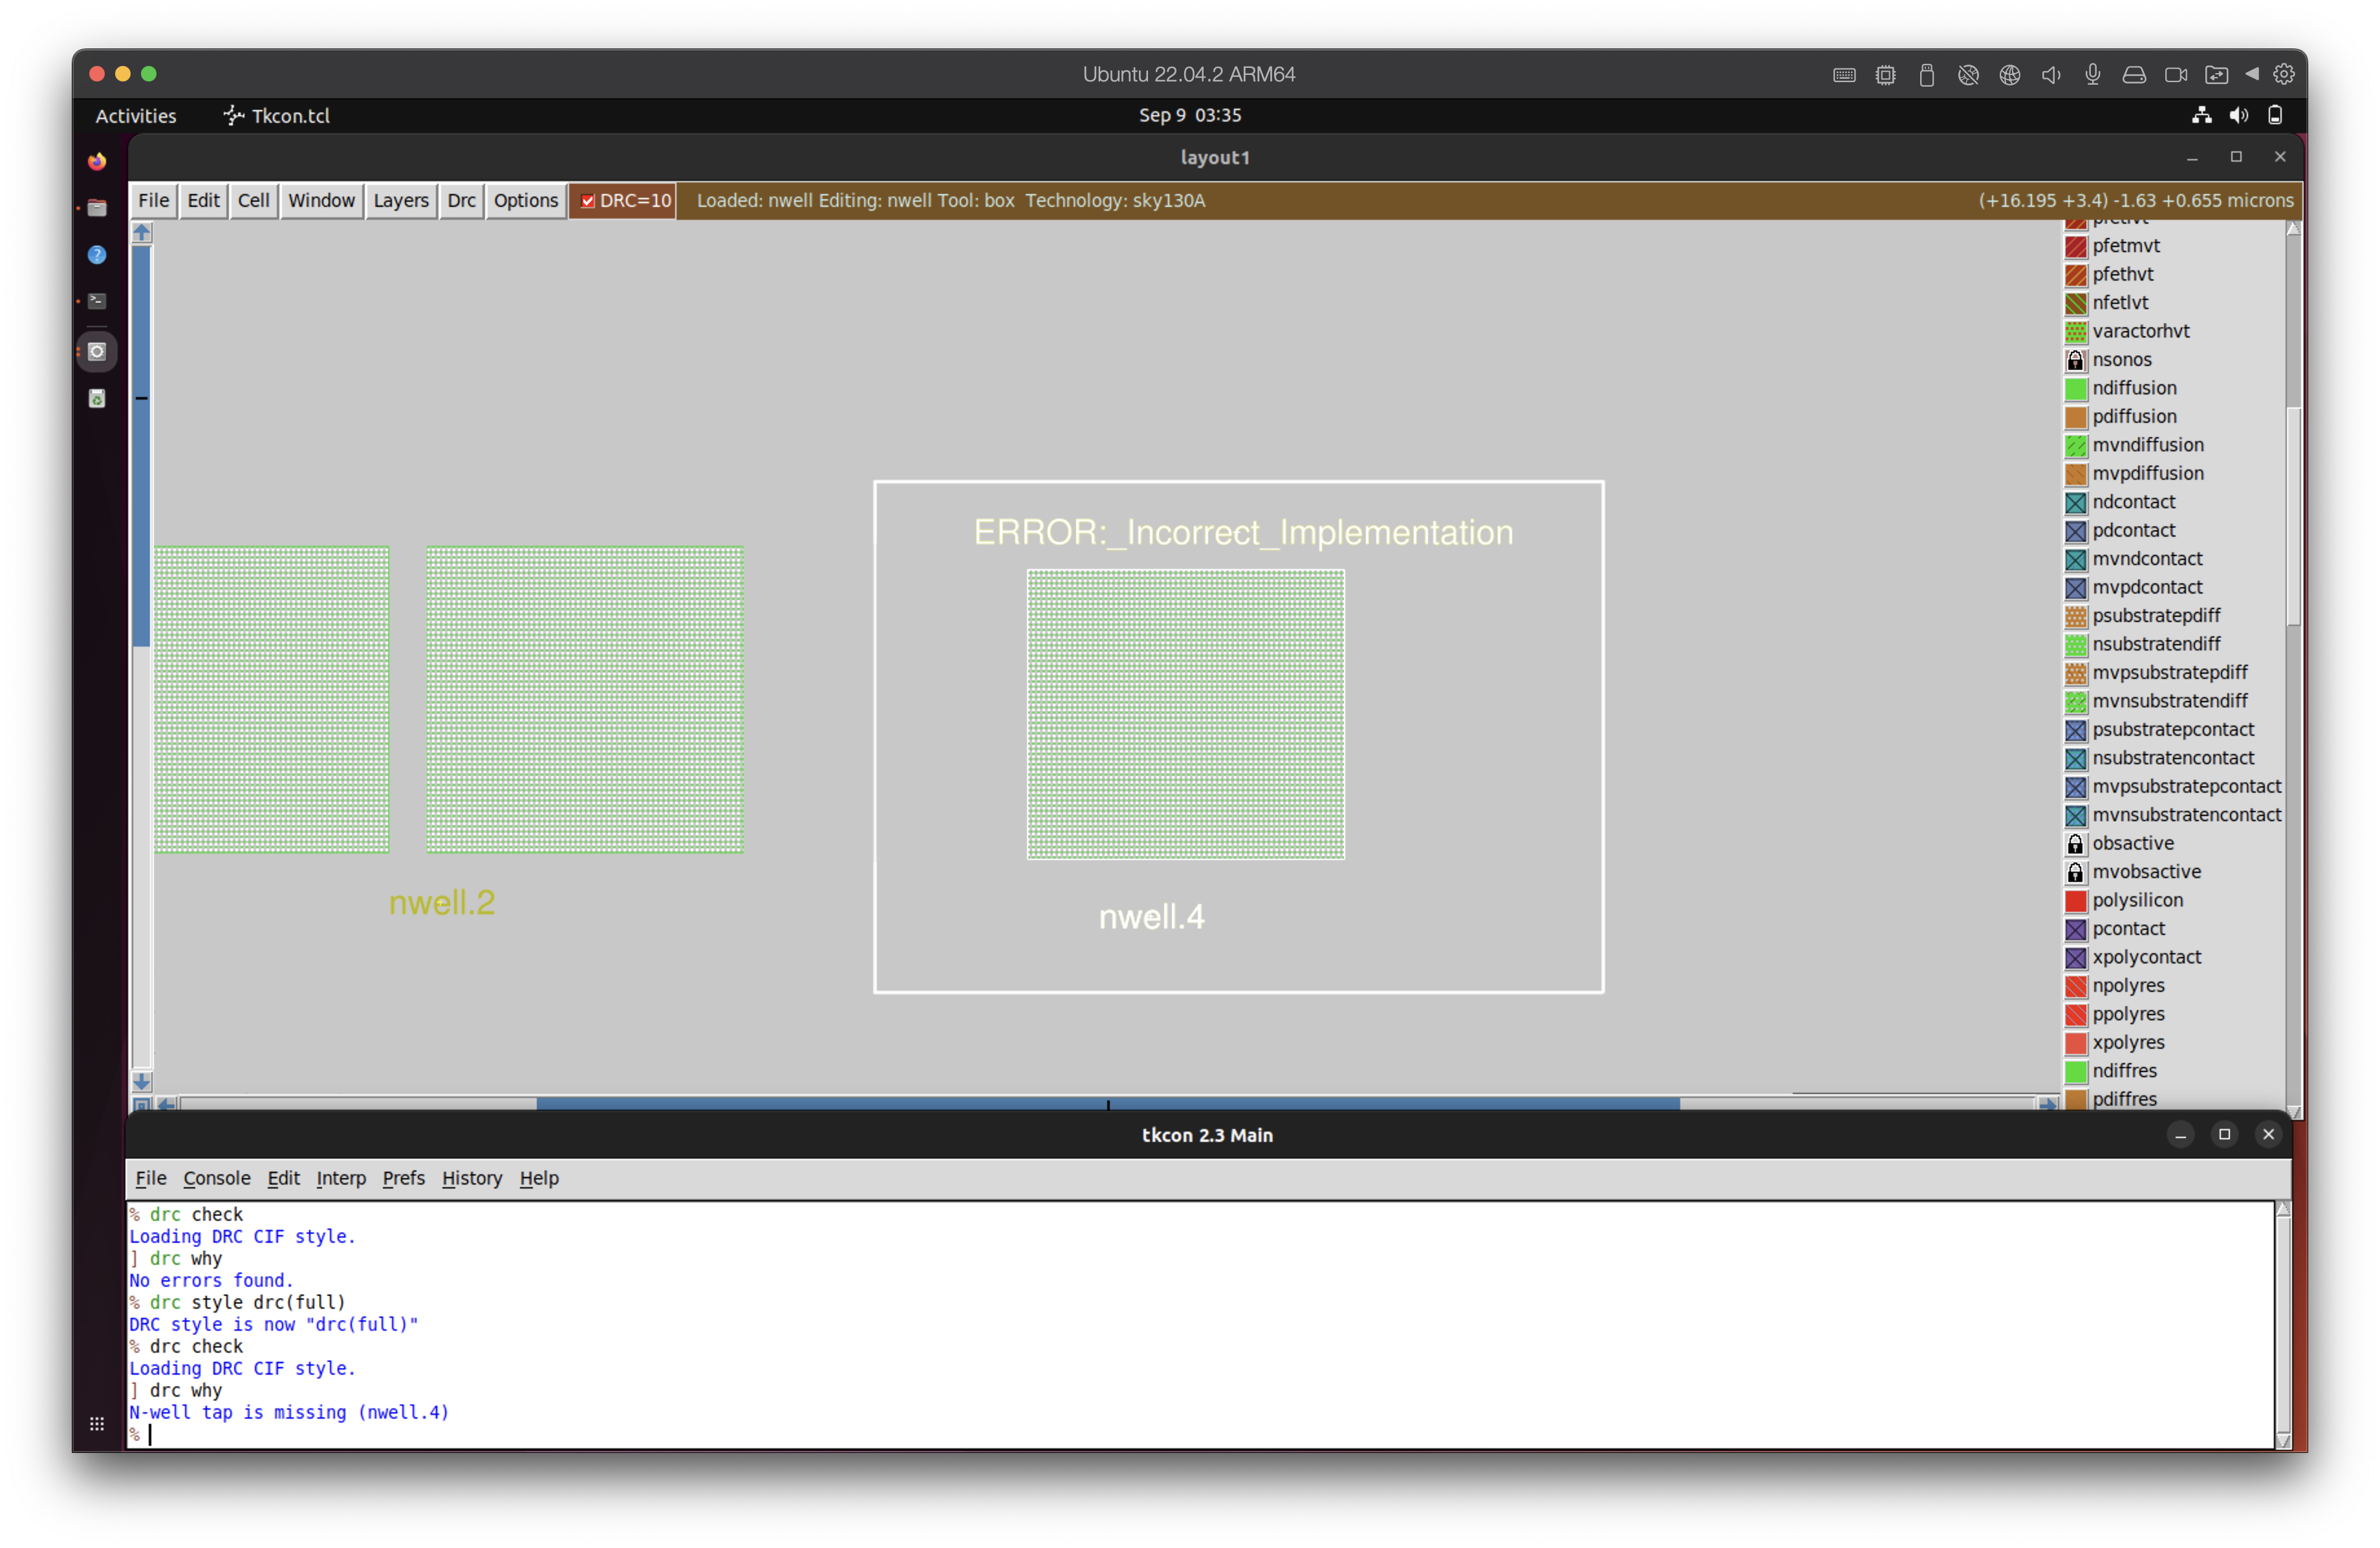 Ubuntu 22.04.2 ARM64
Activities
Tkcon.tcl
Sep 9 03:35
layout1
File Edit Cell Window Layers Drc Options DRC=10 Loaded: nwell Editing: nwell Tool: box Technology: sky130A (+16.195 +3.4) -1.63 +0.655 microns
ERROR:_Incorrect_Implementation
nwell.2
nwell.4
pfetlvt
pfetmvt
pfethvt
nfetlvt
varactorhvt
nsonos
ndiffusion
pdiffusion
mvndiffusion
mvpdiffusion
ndcontact
pdcontact
mvndcontact
mvpdcontact
psubstratepdiff
nsubstratendiff
mvpsubstratepdiff
mvnsubstratendiff
psubstratepcontact
nsubstratencontact
mvpsubstratepcontact
mvnsubstratencontact
obsactive
mvobsactive
polysilicon
pcontact
xpolycontact
npolyres
ppolyres
xpolyres
ndiffres
pdiffres
tkcon 2.3 Main
File Console Edit Interp Prefs History Help
% drc check
Loading DRC CIF style.
] drc why
No errors found.
% drc style drc(full)
DRC style is now "drc(full)"
% drc check
Loading DRC CIF style.
] drc why
N-well tap is missing (nwell.4)
%